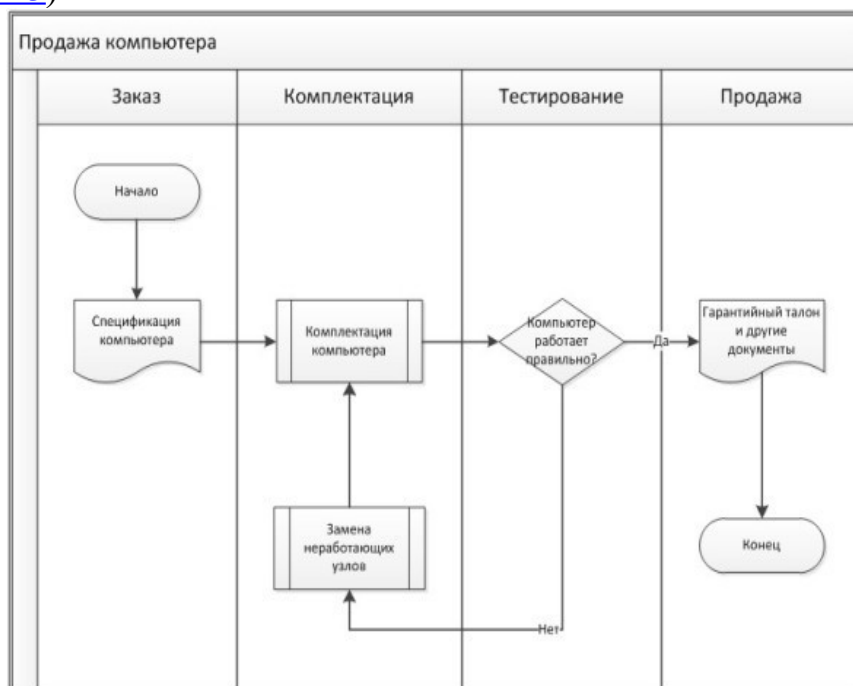 Продажа компьютера
Заказ
Комплектация
Тестирование
Продажа
Начало
Спецификация
компьютера
Комплектация
компьютера
Компьютер
работает
правильно?
Да
Гарантийный талон
и другие
документы
Замена
неработающих
узлов
Нет
Конец